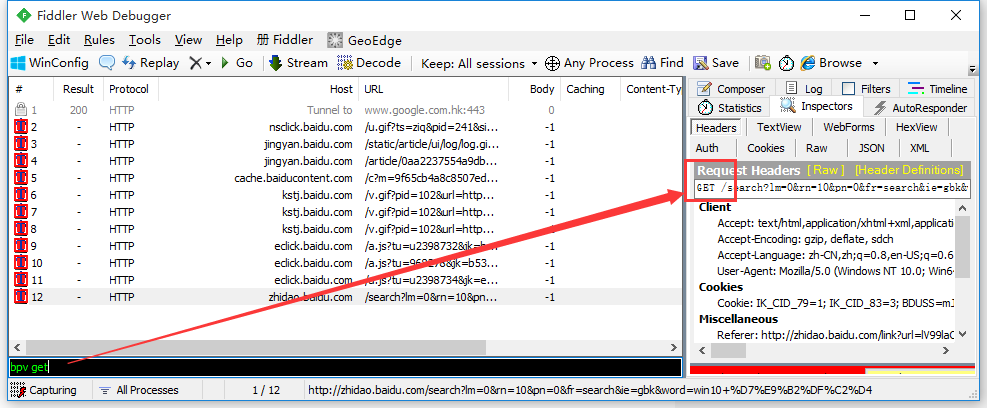 Fiddler Web Debugger
File Edit Rules Tools View Help 册 Fiddler GeoEdge
WinConfig Replay Go Stream Decode Keep: All sessions Any Process Find Save Browse
# Result Protocol Host URL Body Caching Content-Ty
1 200 HTTP Tunnel to www.google.com.hk:443 0
2 - HTTP nsclick.baidu.com /u.gif?ts=ziq&pid=241&si... -1
3 - HTTP jingyan.baidu.com /static/article/ui/log/log.gi... -1
4 - HTTP jingyan.baidu.com /article/0aa2237554a9db... -1
5 - HTTP cache.baiducontent.com /c?m=9f65cb4a8c8507ed... -1
6 - HTTP kstj.baidu.com /v.gif?pid=102&url=http... -1
7 - HTTP kstj.baidu.com /v.gif?pid=102&url=http... -1
8 - HTTP kstj.baidu.com /v.gif?pid=102&url=http...
9 - HTTP eclick.baidu.com /a.js?tu=u2398732&jk=b... -1
10 - HTTP eclick.baidu.com -1
11 - HTTP eclick.baidu.com -1
12 - HTTP zhidao.baidu.com /search?lm=0&rn=10&pn... -1
bpv get
Capturing All Processes 1 / 12 http://zhidao.baidu.com/search?lm=0&rn=10&pn=0&fr=search&ie=gbk&word=win10+%D7%E9%B2%DF%C2%D4
Composer Log Filters Timeline
Statistics Inspectors AutoResponder
Headers TextView WebForms HexView
Auth Cookies Raw JSON XML
Request Headers [ Raw ] [Header Definitions]
GET /search?lm=0&rn=10&pn=0&fr=search&ie=gbk&
Client
Accept: text/html,application/xhtml+xml,application
Accept-Encoding: gzip, deflate, sdch
Accept-Language: zh-CN,zh;q=0.8,en-US;q=0.6
User-Agent: Mozilla/5.0 (Windows NT 10.0; Win6
Cookies
Cookie: IK_CID_79=1; IK_CID_83=3; BDUSS=mJ
Miscellaneous
Referer: http://zhidao.baidu.com/link?url=lV99laC